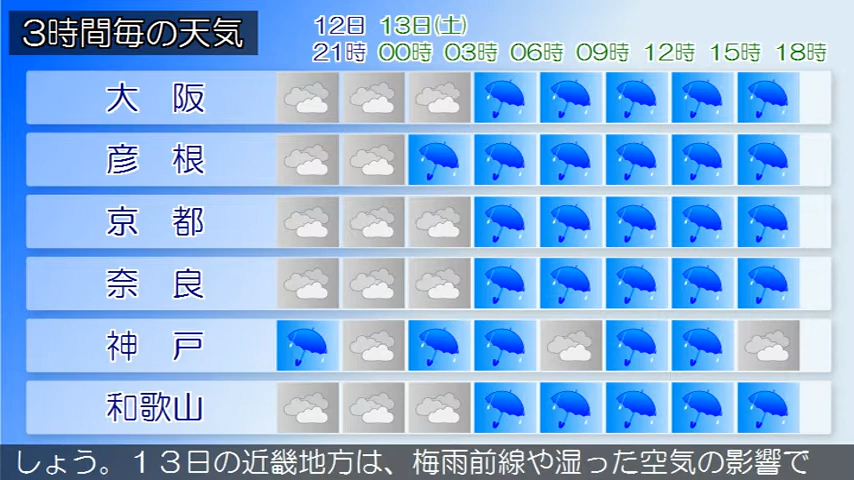 3時間毎の天気
12日 13日(土)
21時 00時 03時 06時 09時 12時 15時 18時
大阪
彦根
京都
奈良
神戸
和歌山
しょう。１３日の近畿地方は、梅雨前線や湿った空気の影響で